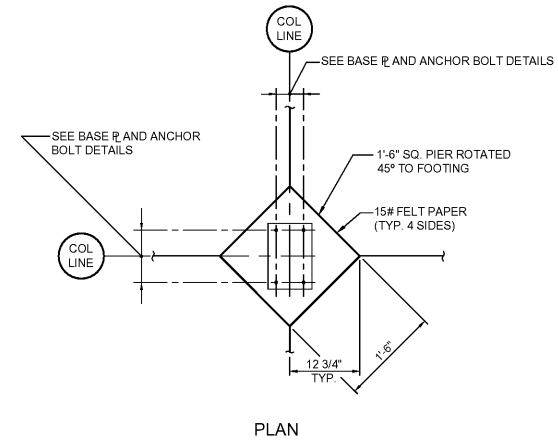 COL
LINE
SEE BASE ℄ AND ANCHOR BOLT DETAILS
SEE BASE ℄ AND ANCHOR
BOLT DETAILS
1'-6" SQ. PIER ROTATED
45° TO FOOTING
15# FELT PAPER
(TYP. 4 SIDES)
COL
LINE
12 3/4"
TYP.
1'-6"
PLAN